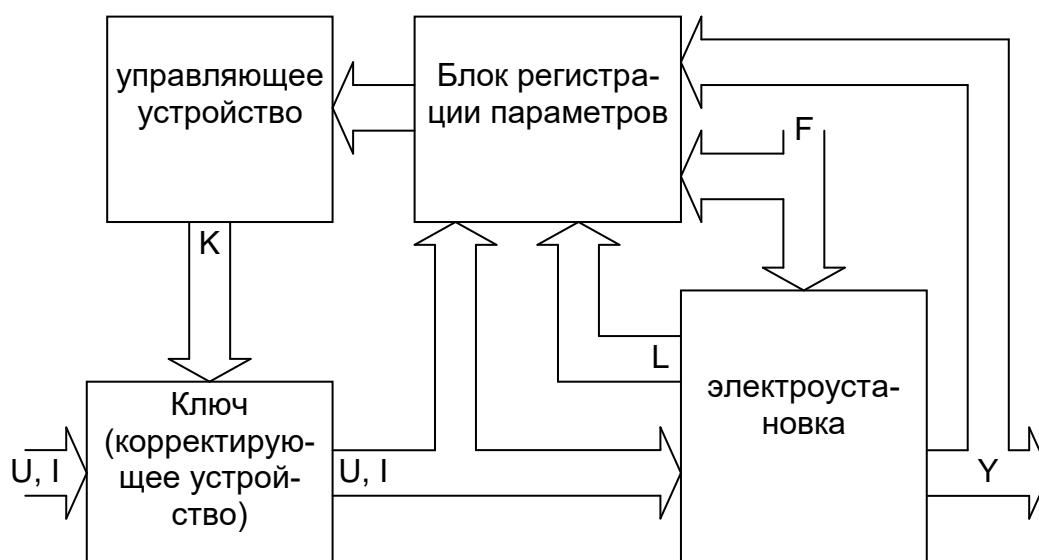 управляющее
устройство
Блок регистра-
ции параметров
F
K
L
Ключ
(корректирую-
щее устрой-
ство)
электроуста-
новка
U, I
U, I
Y